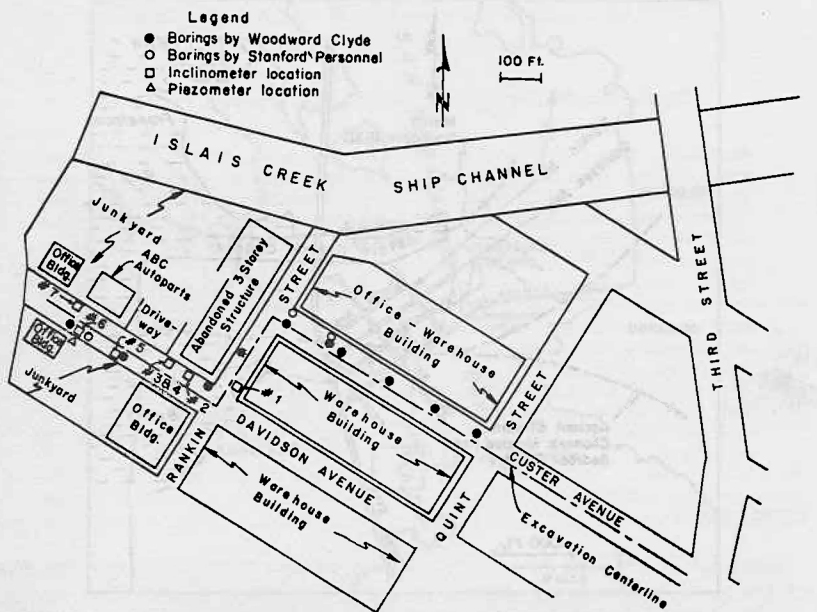 Legend
Borings by Woodward Clyde
Borings by Stanford Personnel
Inclinometer location
Piezometer location
N
100 Ft.
ISLAIS CREEK
SHIP CHANNEL
Junkyard
ABC
Autoparts
Office
Bldg.
Drive-
way
Abandoned 3 Storey
Structure
STREET
Office - Warehouse
Building
THIRD STREET
#7
#6
#5
#3&4
#2
#1
Office
Bldg.
Junkyard
Office
Bldg.
RANKIN
Warehouse
Building
DAVIDSON AVENUE
Warehouse
Building
STREET
QUINT
CUSTER AVENUE
Excavation Centerline